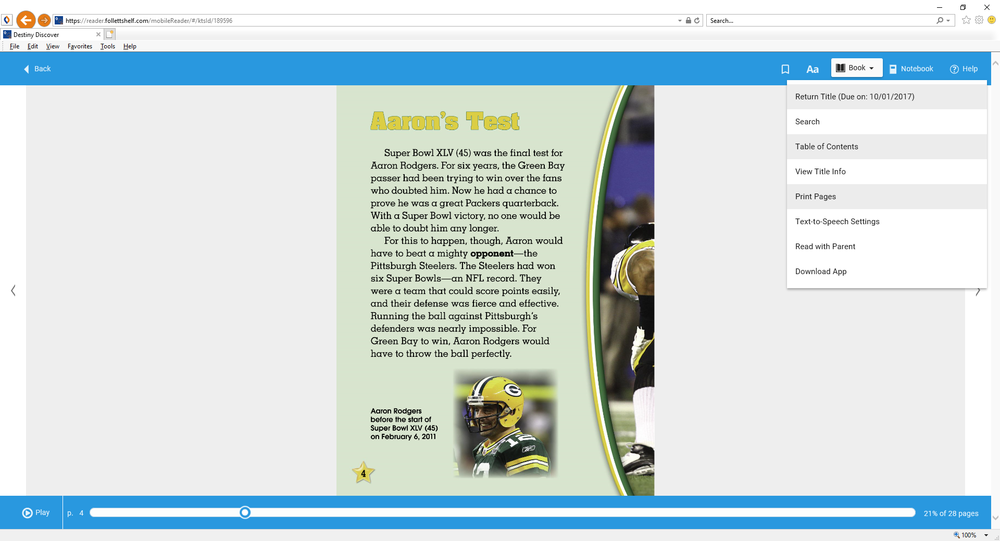 https://reader.follettshelf.com/mobileReader/#/ktsld/189596
Search...
Destiny Discover
File Edit View Favorites Tools Help
Back
Aa
Book
Notebook
Help
Return Title (Due on: 10/01/2017)
Search
Table of Contents
View Title Info
Print Pages
Text-to-Speech Settings
Read with Parent
Download App
Aaron's Test
Super Bowl XLV (45) was the final test for
Aaron Rodgers. For six years, the Green Bay
passer had been trying to win over the fans
who doubted him. Now he had a chance to
prove he was a great Packers quarterback.
With a Super Bowl victory, no one would be
able to doubt him any longer.
For this to happen, though, Aaron would
have to beat a mighty opponent—the
Pittsburgh Steelers. The Steelers had won
six Super Bowls—an NFL record. They
were a team that could score points easily,
and their defense was fierce and effective.
Running the ball against Pittsburgh's
defenders was nearly impossible. For
Green Bay to win, Aaron Rodgers would
have to throw the ball perfectly.
Aaron Rodgers
before the start of
Super Bowl XLV (45)
on February 6, 2011
G
12
4
Play
p. 4
21% of 28 pages
100%